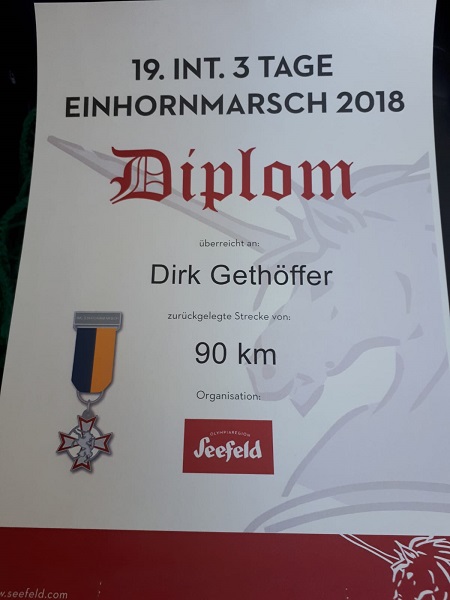 19. INT. 3 TAGE
EINHORNMARSCH 2018
Diplom
überreicht an:
Dirk Gethöffer
zurückgelegte Strecke von:
90 km
Organisation:
OLYMPIAREGION
Seefeld
w.seefeld.com